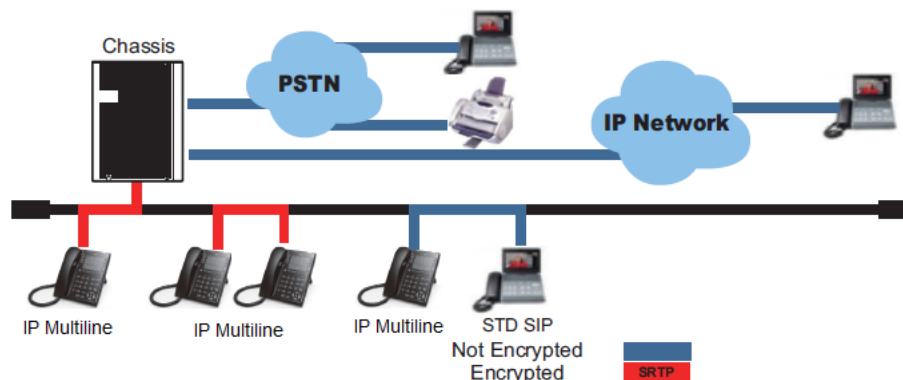 Chassis
PSTN
IP Network
IP Multiline
IP Multiline
IP Multiline
STD SIP
Not Encrypted
Encrypted
SRTP